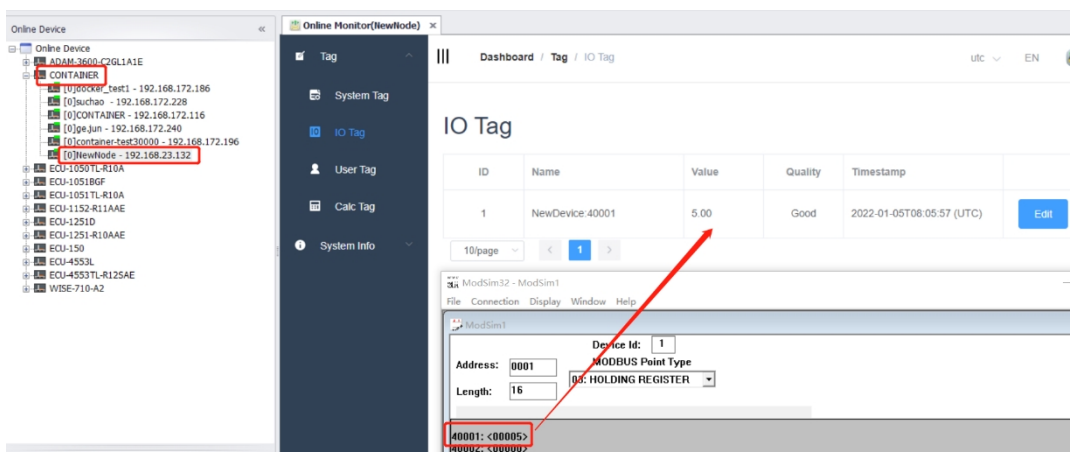 Online Device «
Online Device
ADAM-3600-C2GL1A1E
CONTAINER
[0]docker_test1 - 192.168.172.186
[0]suchao - 192.168.172.228
[0]CONTAINER - 192.168.172.116
[0]ge.jun - 192.168.172.240
[0]container-test30000 - 192.168.172.196
[0]NewNode - 192.168.23.132
ECU-1050TL-R10A
ECU-1051BGF
ECU-1051TL-R10A
ECU-1152-R11AAE
ECU-1251D
ECU-1251-R10AAE
ECU-150
ECU-4553L
ECU-4553TL-R12SAE
WISE-710-A2
Online Monitor(NewNode) ×
Tag
System Tag
IO Tag
User Tag
Calc Tag
System Info
Dashboard / Tag / IO Tag utc EN
IO Tag
ID Name Value Quality Timestamp
1 NewDevice:40001 5.00 Good 2022-01-05T08:05:57 (UTC) Edit
10/page < 1 >
ModSim32 - ModSim1
File Connection Display Window Help
ModSim1
Device Id: 1
Address: 0001 MODBUS Point Type
Length: 16 03: HOLDING REGISTER
40001: <00005>
40002: <00000>